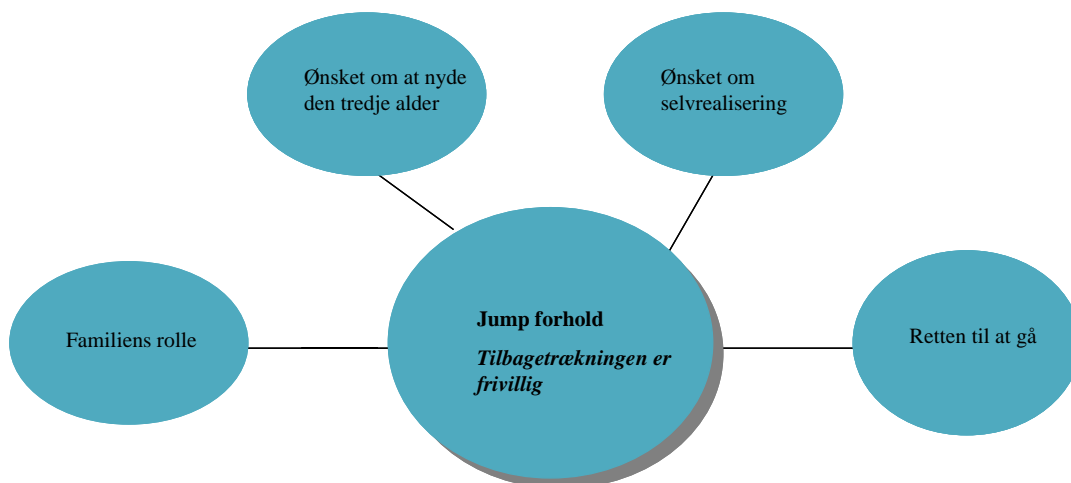 Ønsket om at nyde
den tredje alder
Ønsket om
selvrealisering
Familiens rolle
Jump forhold
Tilbagetrækningen er
frivillig
Retten til at gå